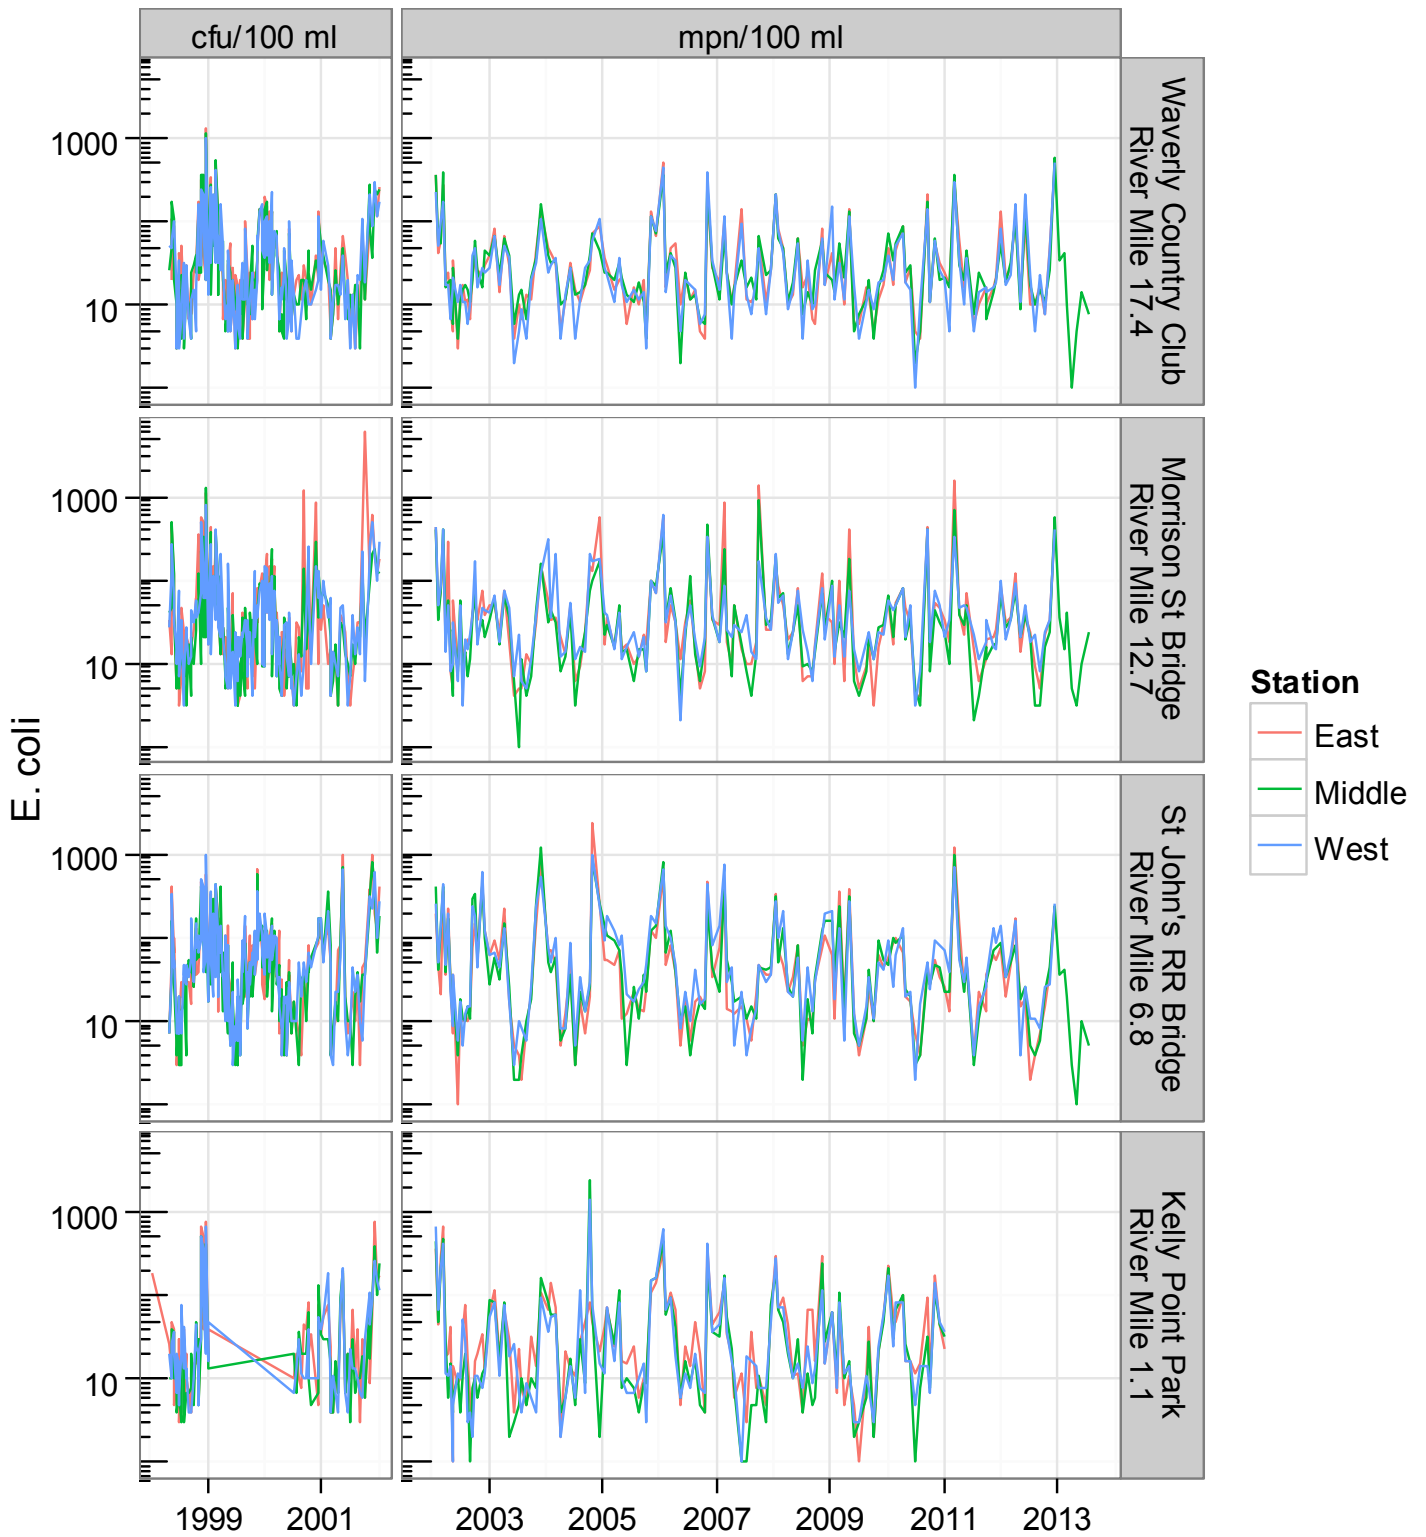 cfu/100 ml
mpn/100 ml
E. coli
1000
10
Waverly Country Club
River Mile 17.4
1000
10
Morrison St Bridge
River Mile 12.7
1000
10
St John's RR Bridge
River Mile 6.8
1000
10
Kelly Point Park
River Mile 1.1
1999
2001
2003
2005
2007
2009
2011
2013
Station
East
Middle
West